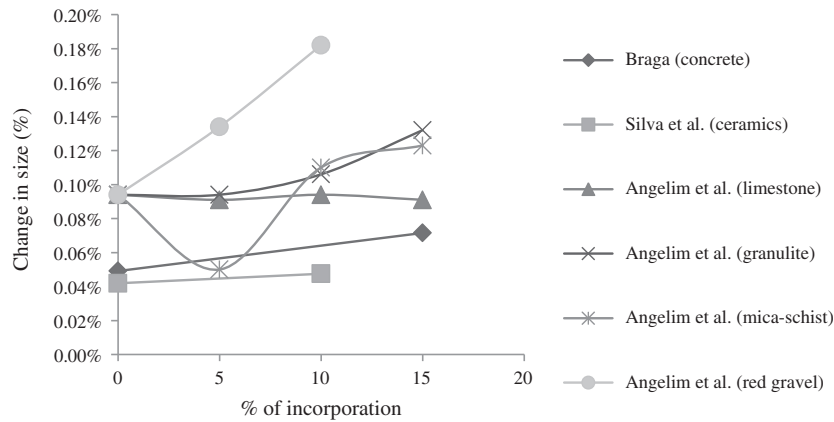 0.20%
0.18%
0.16%
0.14%
0.12%
0.10%
0.08%
0.06%
0.04%
0.02%
0.00%
Change in size (%)
0 5 10 15 20
% of incorporation
Braga (concrete)
Silva et al. (ceramics)
Angelim et al. (limestone)
Angelim et al. (granulite)
Angelim et al. (mica-schist)
Angelim et al. (red gravel)